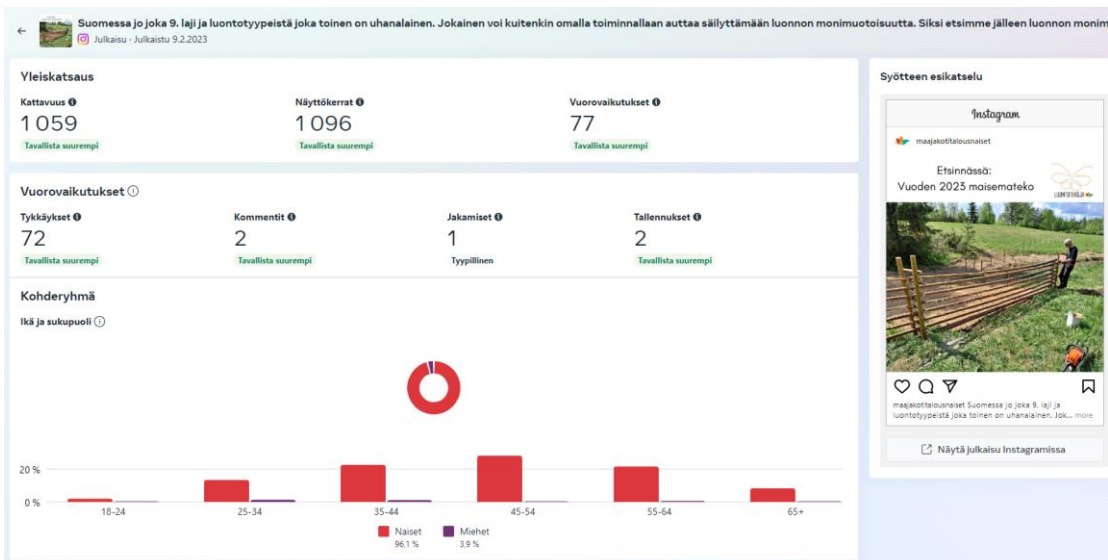 Suomessa jo joka 9. laji ja luontotyypeistä joka toinen on uhanalainen. Jokainen voi kuitenkin omalla toiminnallaan auttaa säilyttämään luonnon monimuotoisuutta. Siksi etsimme jälleen luonnon monim
Julkaisu · Julkaistu 9.2.2023
Yleiskatsaus
Kattavuus
Näyttökerrat
Vuorovaikutukset
1 059
1 096
77
Tavallista suurempi
Tavallista suurempi
Tavallista suurempi
Vuorovaikutukset
Tykkäykset
Kommentit
Jakamiset
Tallennukset
72
2
1
2
Tavallista suurempi
Tavallista suurempi
Tyypillinen
Tavallista suurempi
Kohderyhmä
Ikä ja sukupuoli
20 %
0 %
18-24
25-34
35-44
45-54
55-64
65+
Naiset
Miehet
96,1 %
3,9 %
Syötteen esikatselu
Instagram
maajakotitalousnaiset
Etsinnässä:
Vuoden 2023 maisemateko
maajakotitalousnaiset Suomessa jo joka 9. laji ja
luontotyypeistä joka toinen on uhanalainen. Jok... more
Näytä julkaisu Instagramissa